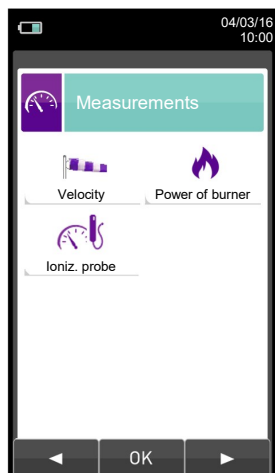 04/03/16
10:00
Measurements
Velocity
Power of burner
Ioniz. probe
OK